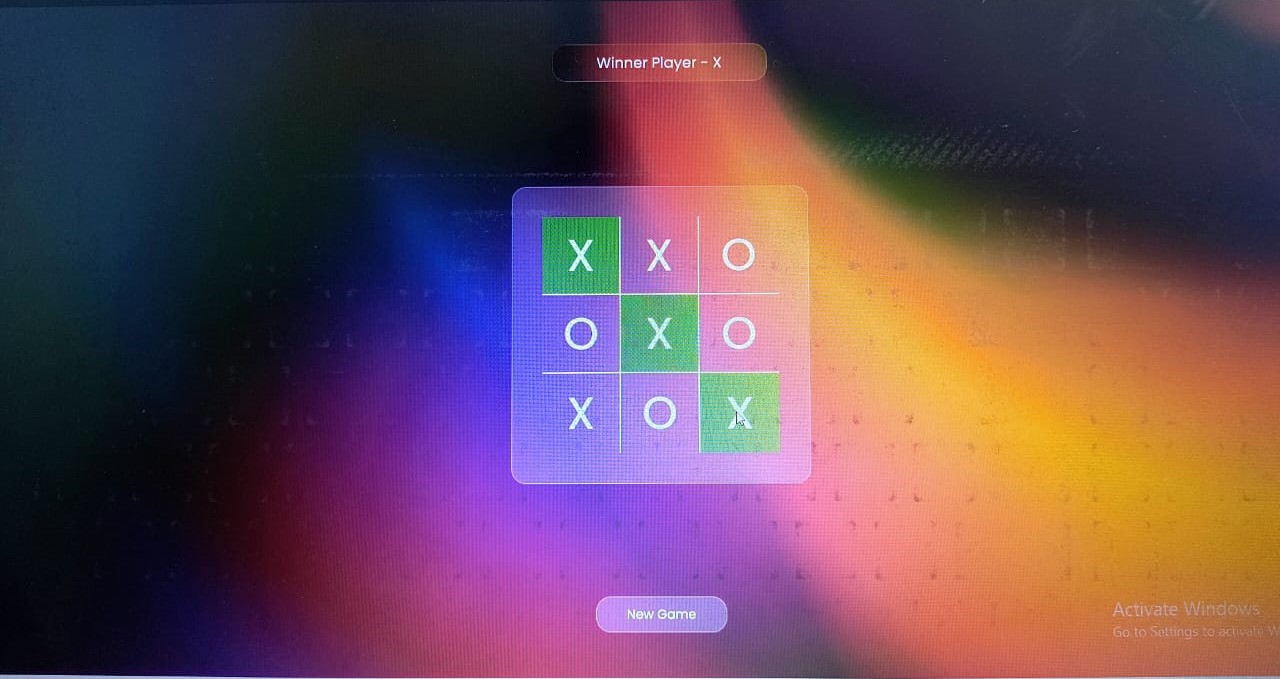 Winner Player - X
X X O
O X O
X O X
New Game
Activate Windows
Go to Settings to activate